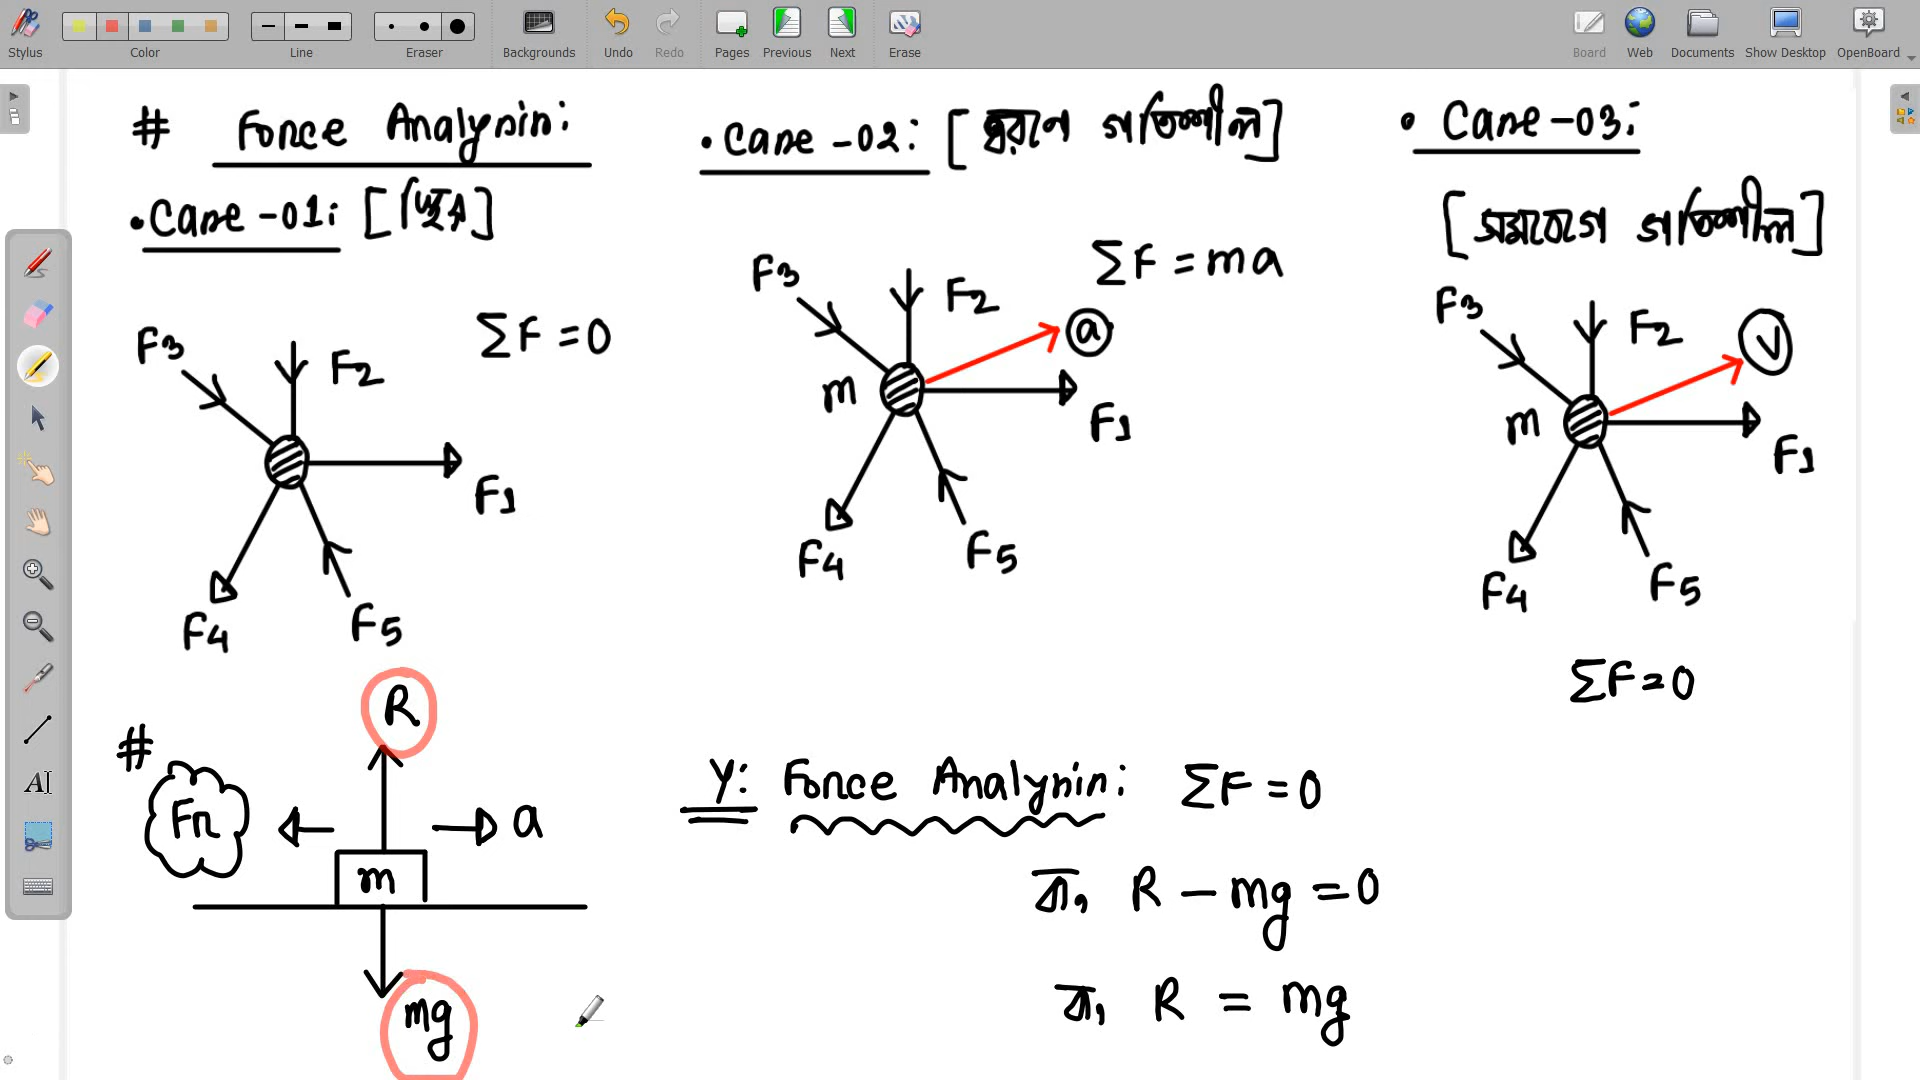 Stylus
Color
Line
Eraser
Backgrounds
Undo
Redo
Pages
Previous
Next
Erase
Board
Web
Documents
Show Desktop
OpenBoard
# Force Analysis:
• Case-01: [স্থির]
F3
F2
ΣF = 0
F1
F4
F5
• Case-02: [ত্বরণে গতিশীল]
ΣF = ma
F3
F2
a
m
F1
F4
F5
• Case-03:
[সমবেগে গতিশীল]
F3
F2
V
m
F1
F4
F5
ΣF=0
#
R
Fr
a
m
mg
Y: Force Analysis: ΣF = 0
বা, R - mg = 0
বা, R = mg